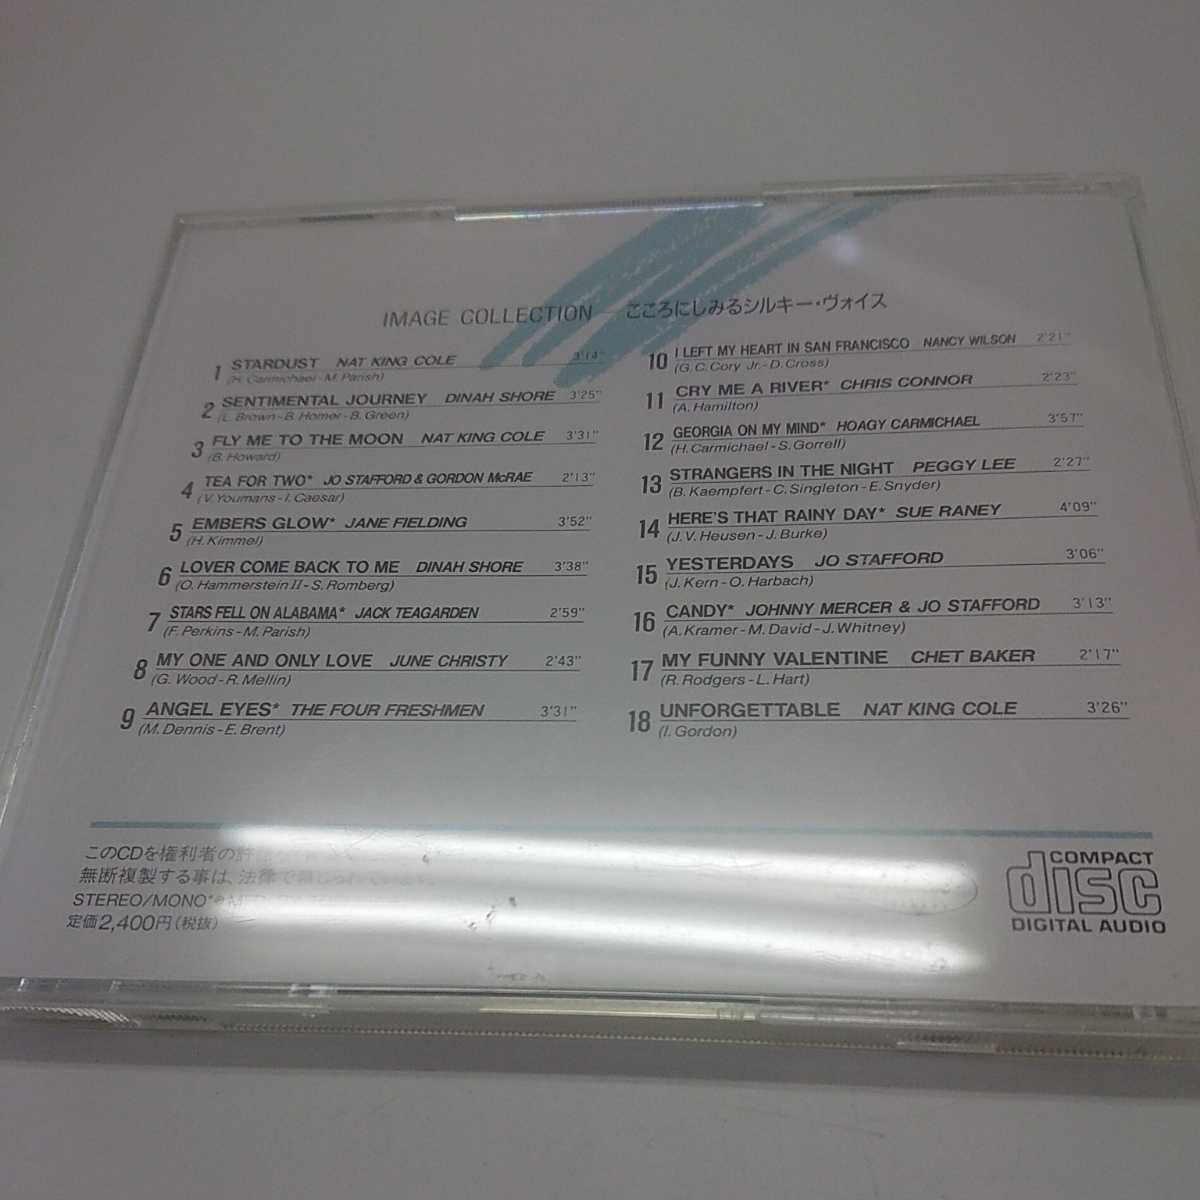 IMAGE COLLECTION — こころにしみるシルキー・ヴォイス
1 STARDUST NAT KING COLE 3'14"
(H. Carmichael - M. Parish)
2 SENTIMENTAL JOURNEY DINAH SHORE 3'25"
(L. Brown - B. Homer - B. Green)
3 FLY ME TO THE MOON NAT KING COLE 3'31"
(B. Howard)
4 TEA FOR TWO* JO STAFFORD & GORDON McRAE 2'13"
(V. Youmans - I. Caesar)
5 EMBERS GLOW* JANE FIELDING 3'52"
(H. Kimmel)
6 LOVER COME BACK TO ME DINAH SHORE 3'38"
(O. Hammerstein II - S. Romberg)
7 STARS FELL ON ALABAMA* JACK TEAGARDEN 2'59"
(F. Perkins - M. Parish)
8 MY ONE AND ONLY LOVE JUNE CHRISTY 2'43"
(G. Wood - R. Mellin)
9 ANGEL EYES* THE FOUR FRESHMEN 3'31"
(M. Dennis - E. Brent)
10 I LEFT MY HEART IN SAN FRANCISCO NANCY WILSON 2'21"
(G. C. Cory Jr. - D. Cross)
11 CRY ME A RIVER* CHRIS CONNOR 2'23"
(A. Hamilton)
12 GEORGIA ON MY MIND* HOAGY CARMICHAEL 3'57"
(H. Carmichael - S. Gorrell)
13 STRANGERS IN THE NIGHT PEGGY LEE 2'27"
(B. Kaempfert - C. Singleton - E. Snyder)
14 HERE'S THAT RAINY DAY* SUE RANEY 4'09"
(J. V. Heusen - J. Burke)
15 YESTERDAYS JO STAFFORD 3'06"
(J. Kern - O. Harbach)
16 CANDY* JOHNNY MERCER & JO STAFFORD 3'13"
(A. Kramer - M. David - J. Whitney)
17 MY FUNNY VALENTINE CHET BAKER 2'17"
(R. Rodgers - L. Hart)
18 UNFORGETTABLE NAT KING COLE 3'26"
(I. Gordon)
このCDを権利者の許
無断複製する事は、法律で禁じられています。
STEREO/MONO*
定価2,400円(税抜)
COMPACT
disc
DIGITAL AUDIO